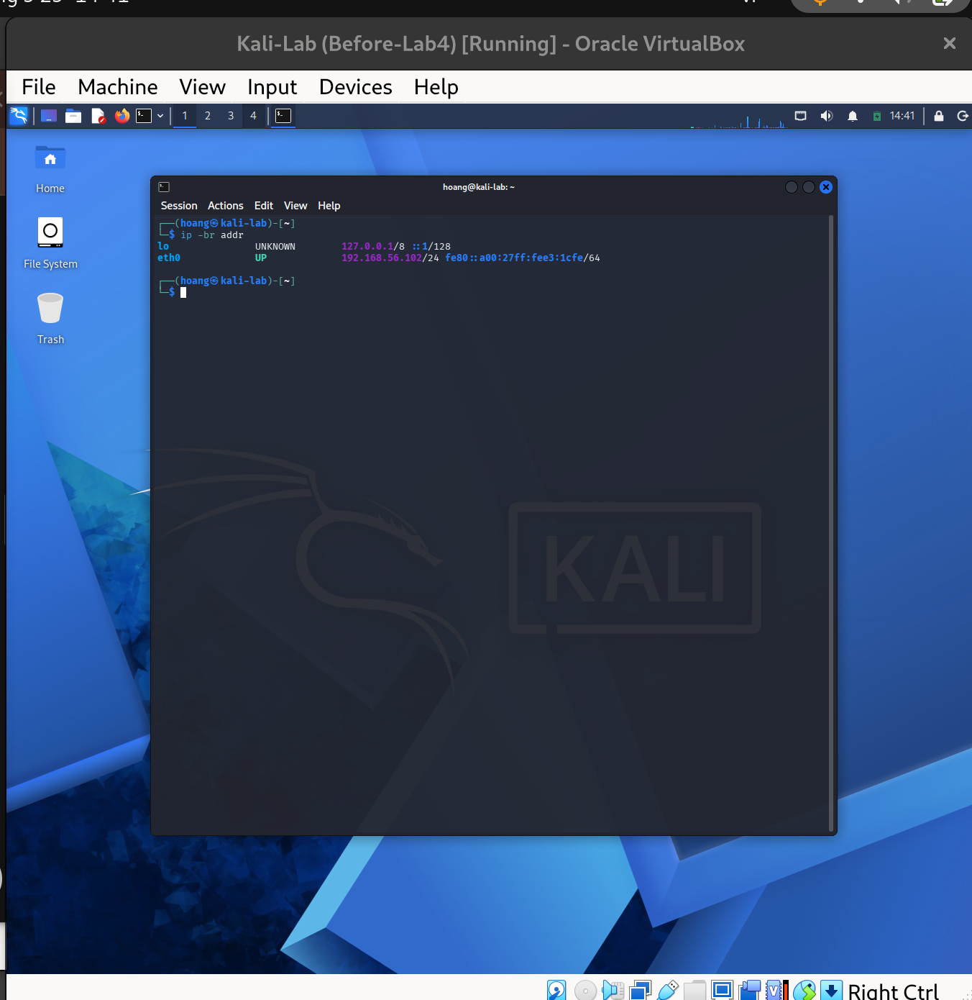 Kali-Lab (Before-Lab4) [Running] - Oracle VirtualBox
File Machine View Input Devices Help
1 2 3 4 14:41
Home
File System
Trash
hoang@kali-lab: ~
Session Actions Edit View Help
┌──(hoang㉿kali-lab)-[~]
└─$ ip -br addr
lo UNKNOWN 127.0.0.1/8 ::1/128
eth0 UP 192.168.56.102/24 fe80::a00:27ff:fee3:1cfe/64
┌──(hoang㉿kali-lab)-[~]
└─$
KALI
Right Ctrl